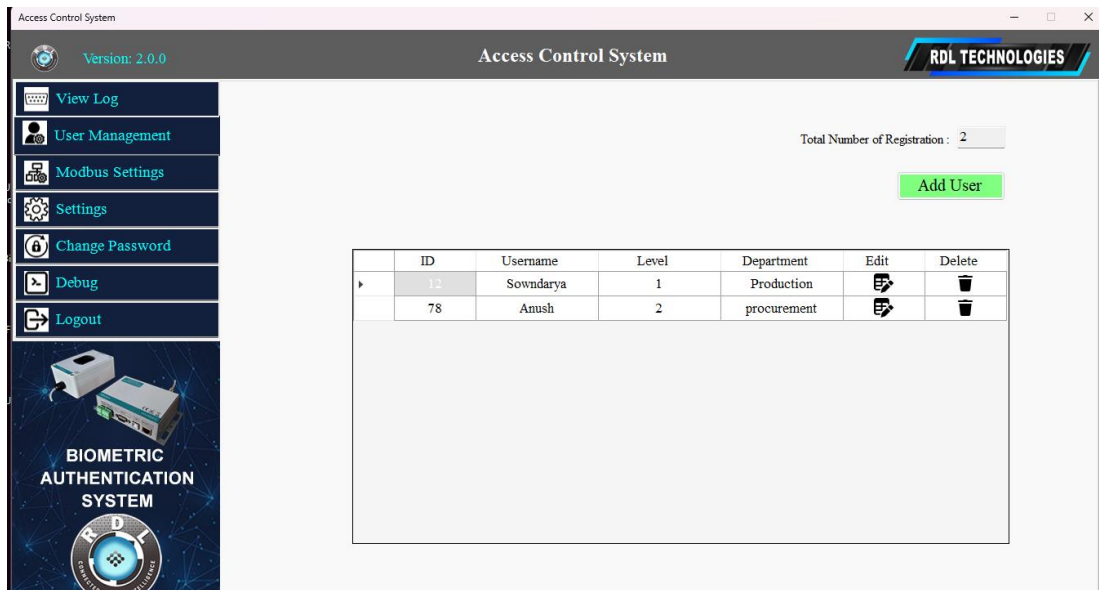 Access Control System
Version: 2.0.0
Access Control System
RDL TECHNOLOGIES
View Log
User Management
Modbus Settings
Settings
Change Password
Debug
Logout
Total Number of Registration : 2
Add User
ID Username Level Department Edit Delete
12 Sowndarya 1 Production
78 Anush 2 procurement
BIOMETRIC
AUTHENTICATION
SYSTEM
RDL